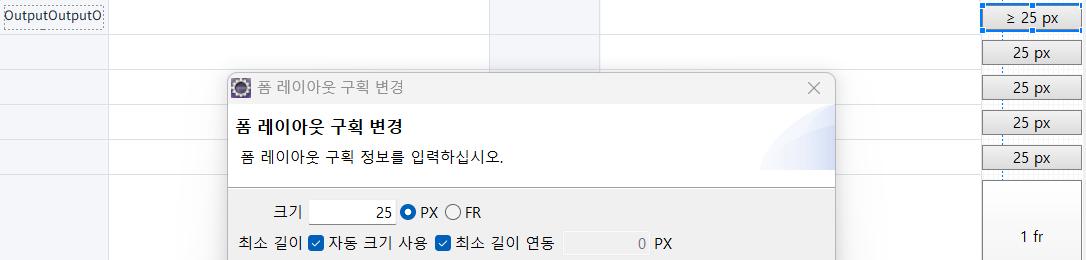 OutputOutputO
≥ 25 px
25 px
25 px
25 px
25 px
1 fr
폼 레이아웃 구획 변경
폼 레이아웃 구획 변경
폼 레이아웃 구획 정보를 입력하십시오.
크기 25 PX FR
최소 길이 자동 크기 사용 최소 길이 연동 0 PX